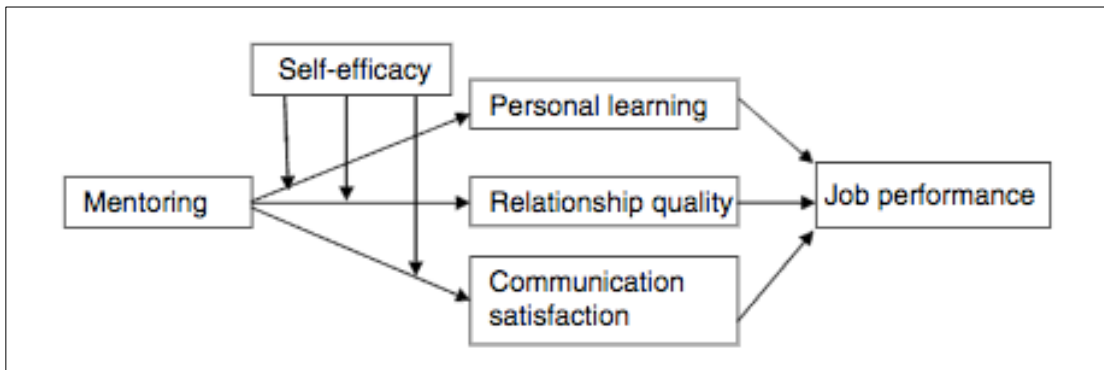 Self-efficacy
Personal learning
Mentoring
Relationship quality
Job performance
Communication
satisfaction